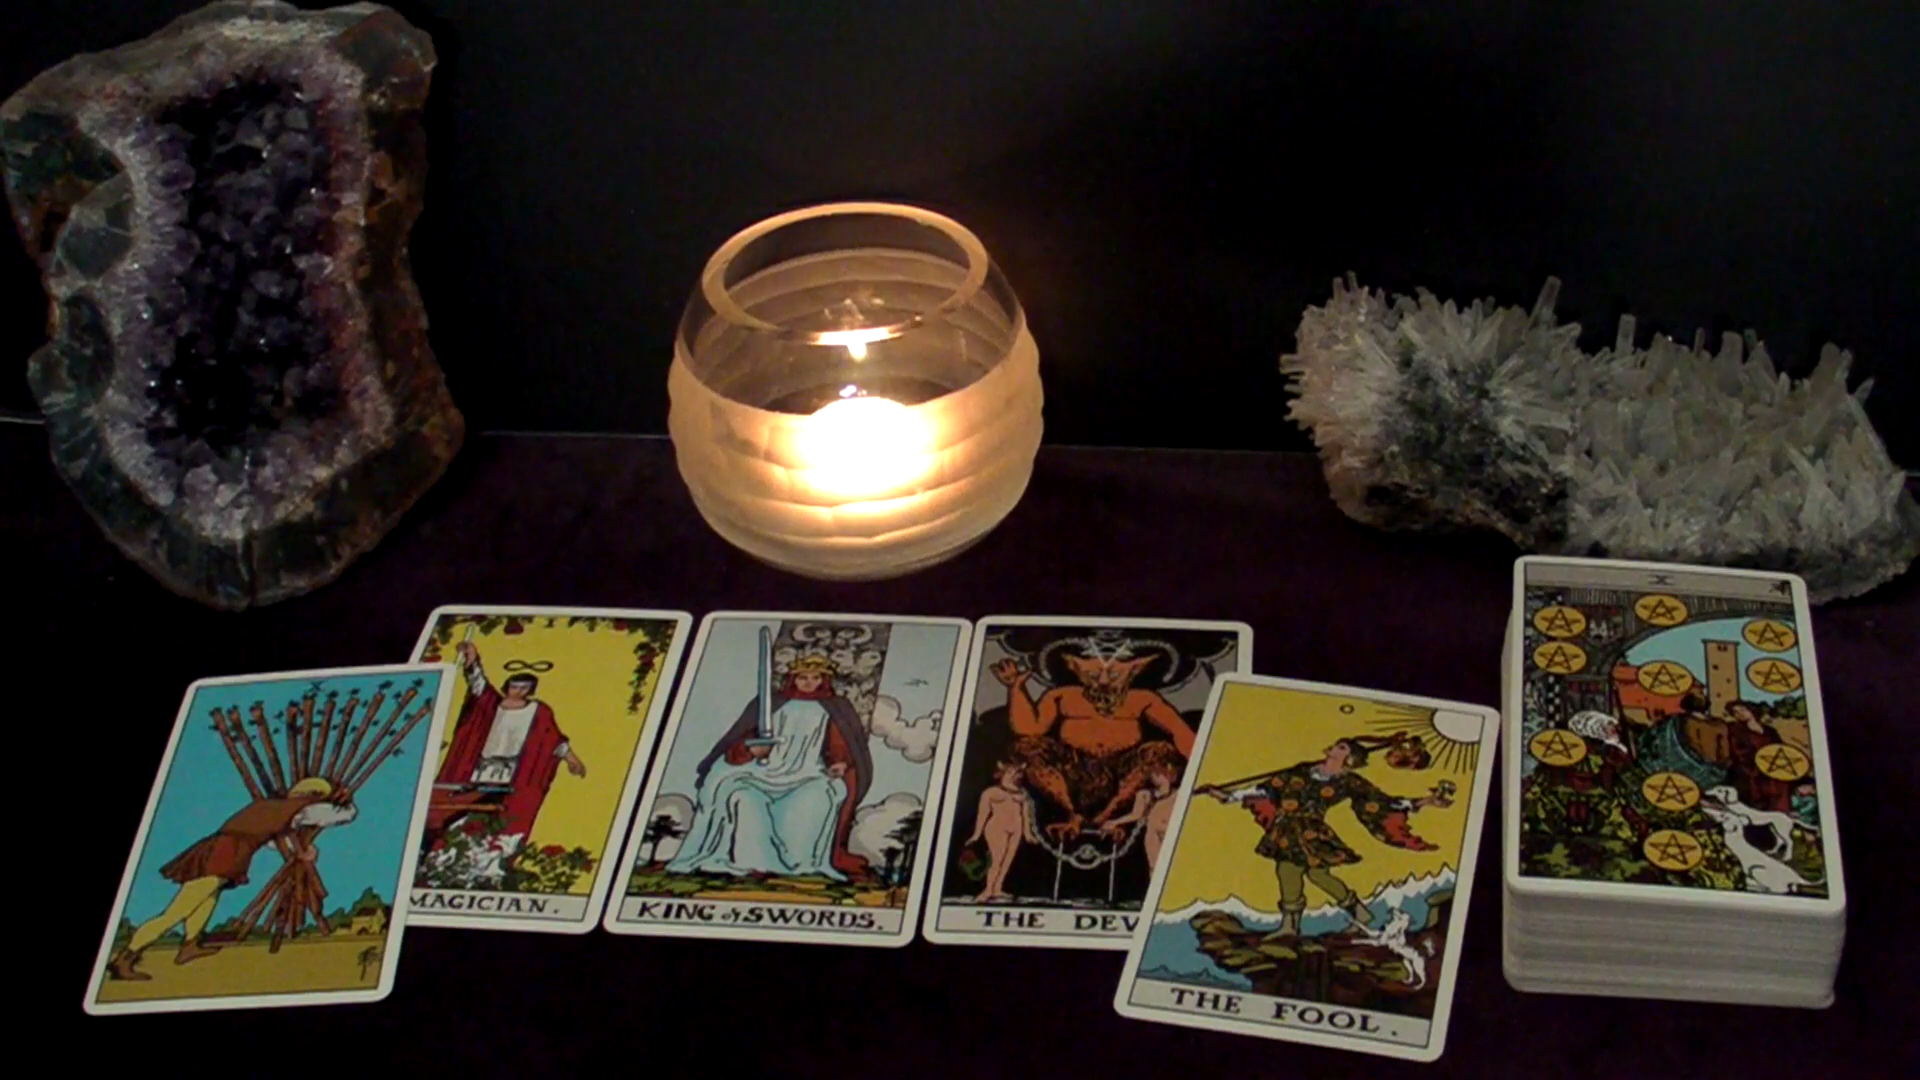 X
I
MAGICIAN.
KING of SWORDS.
THE DEV
THE FOOL.
X